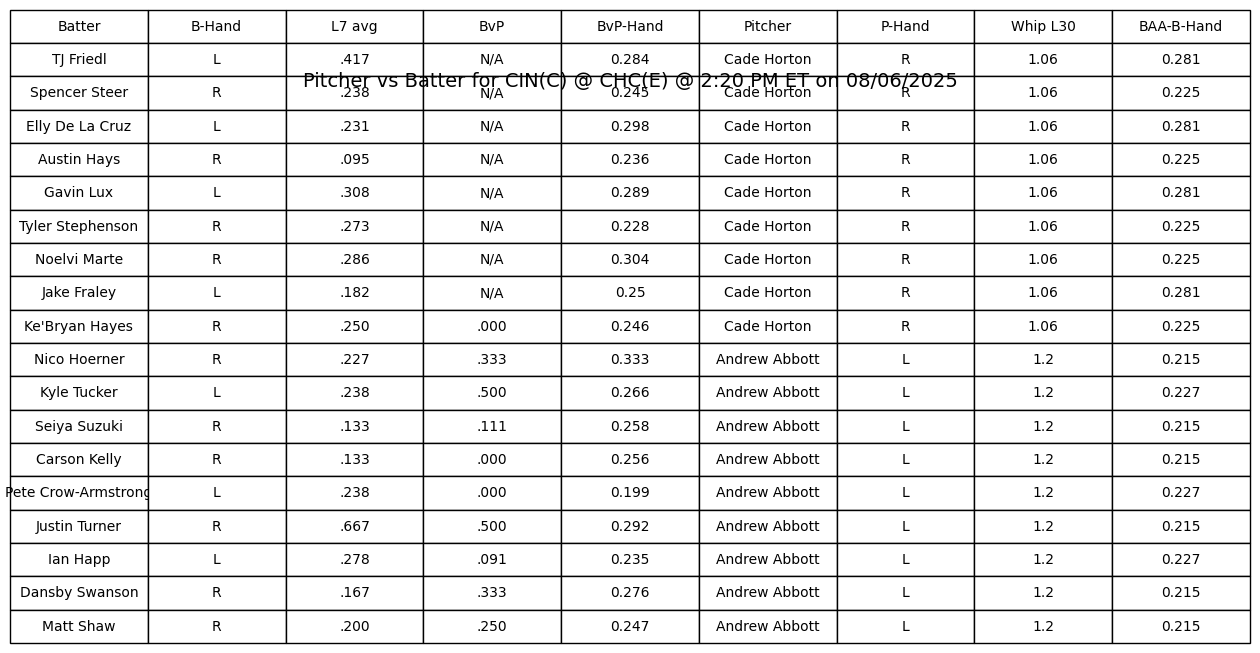 Batter B-Hand L7 avg BvP BvP-Hand Pitcher P-Hand Whip L30 BAA-B-Hand
TJ Friedl L .417 N/A 0.284 Cade Horton R 1.06 0.281
Pitcher vs Batter for CIN(C) @ CHC(E) @ 2:20 PM ET on 08/06/2025
Spencer Steer R .238 N/A 0.245 Cade Horton R 1.06 0.225
Elly De La Cruz L .231 N/A 0.298 Cade Horton R 1.06 0.281
Austin Hays R .095 N/A 0.236 Cade Horton R 1.06 0.225
Gavin Lux L .308 N/A 0.289 Cade Horton R 1.06 0.281
Tyler Stephenson R .273 N/A 0.228 Cade Horton R 1.06 0.225
Noelvi Marte R .286 N/A 0.304 Cade Horton R 1.06 0.225
Jake Fraley L .182 N/A 0.25 Cade Horton R 1.06 0.281
Ke'Bryan Hayes R .250 .000 0.246 Cade Horton R 1.06 0.225
Nico Hoerner R .227 .333 0.333 Andrew Abbott L 1.2 0.215
Kyle Tucker L .238 .500 0.266 Andrew Abbott L 1.2 0.227
Seiya Suzuki R .133 .111 0.258 Andrew Abbott L 1.2 0.215
Carson Kelly R .133 .000 0.256 Andrew Abbott L 1.2 0.215
Pete Crow-Armstrong L .238 .000 0.199 Andrew Abbott L 1.2 0.227
Justin Turner R .667 .500 0.292 Andrew Abbott L 1.2 0.215
Ian Happ L .278 .091 0.235 Andrew Abbott L 1.2 0.227
Dansby Swanson R .167 .333 0.276 Andrew Abbott L 1.2 0.215
Matt Shaw R .200 .250 0.247 Andrew Abbott L 1.2 0.215